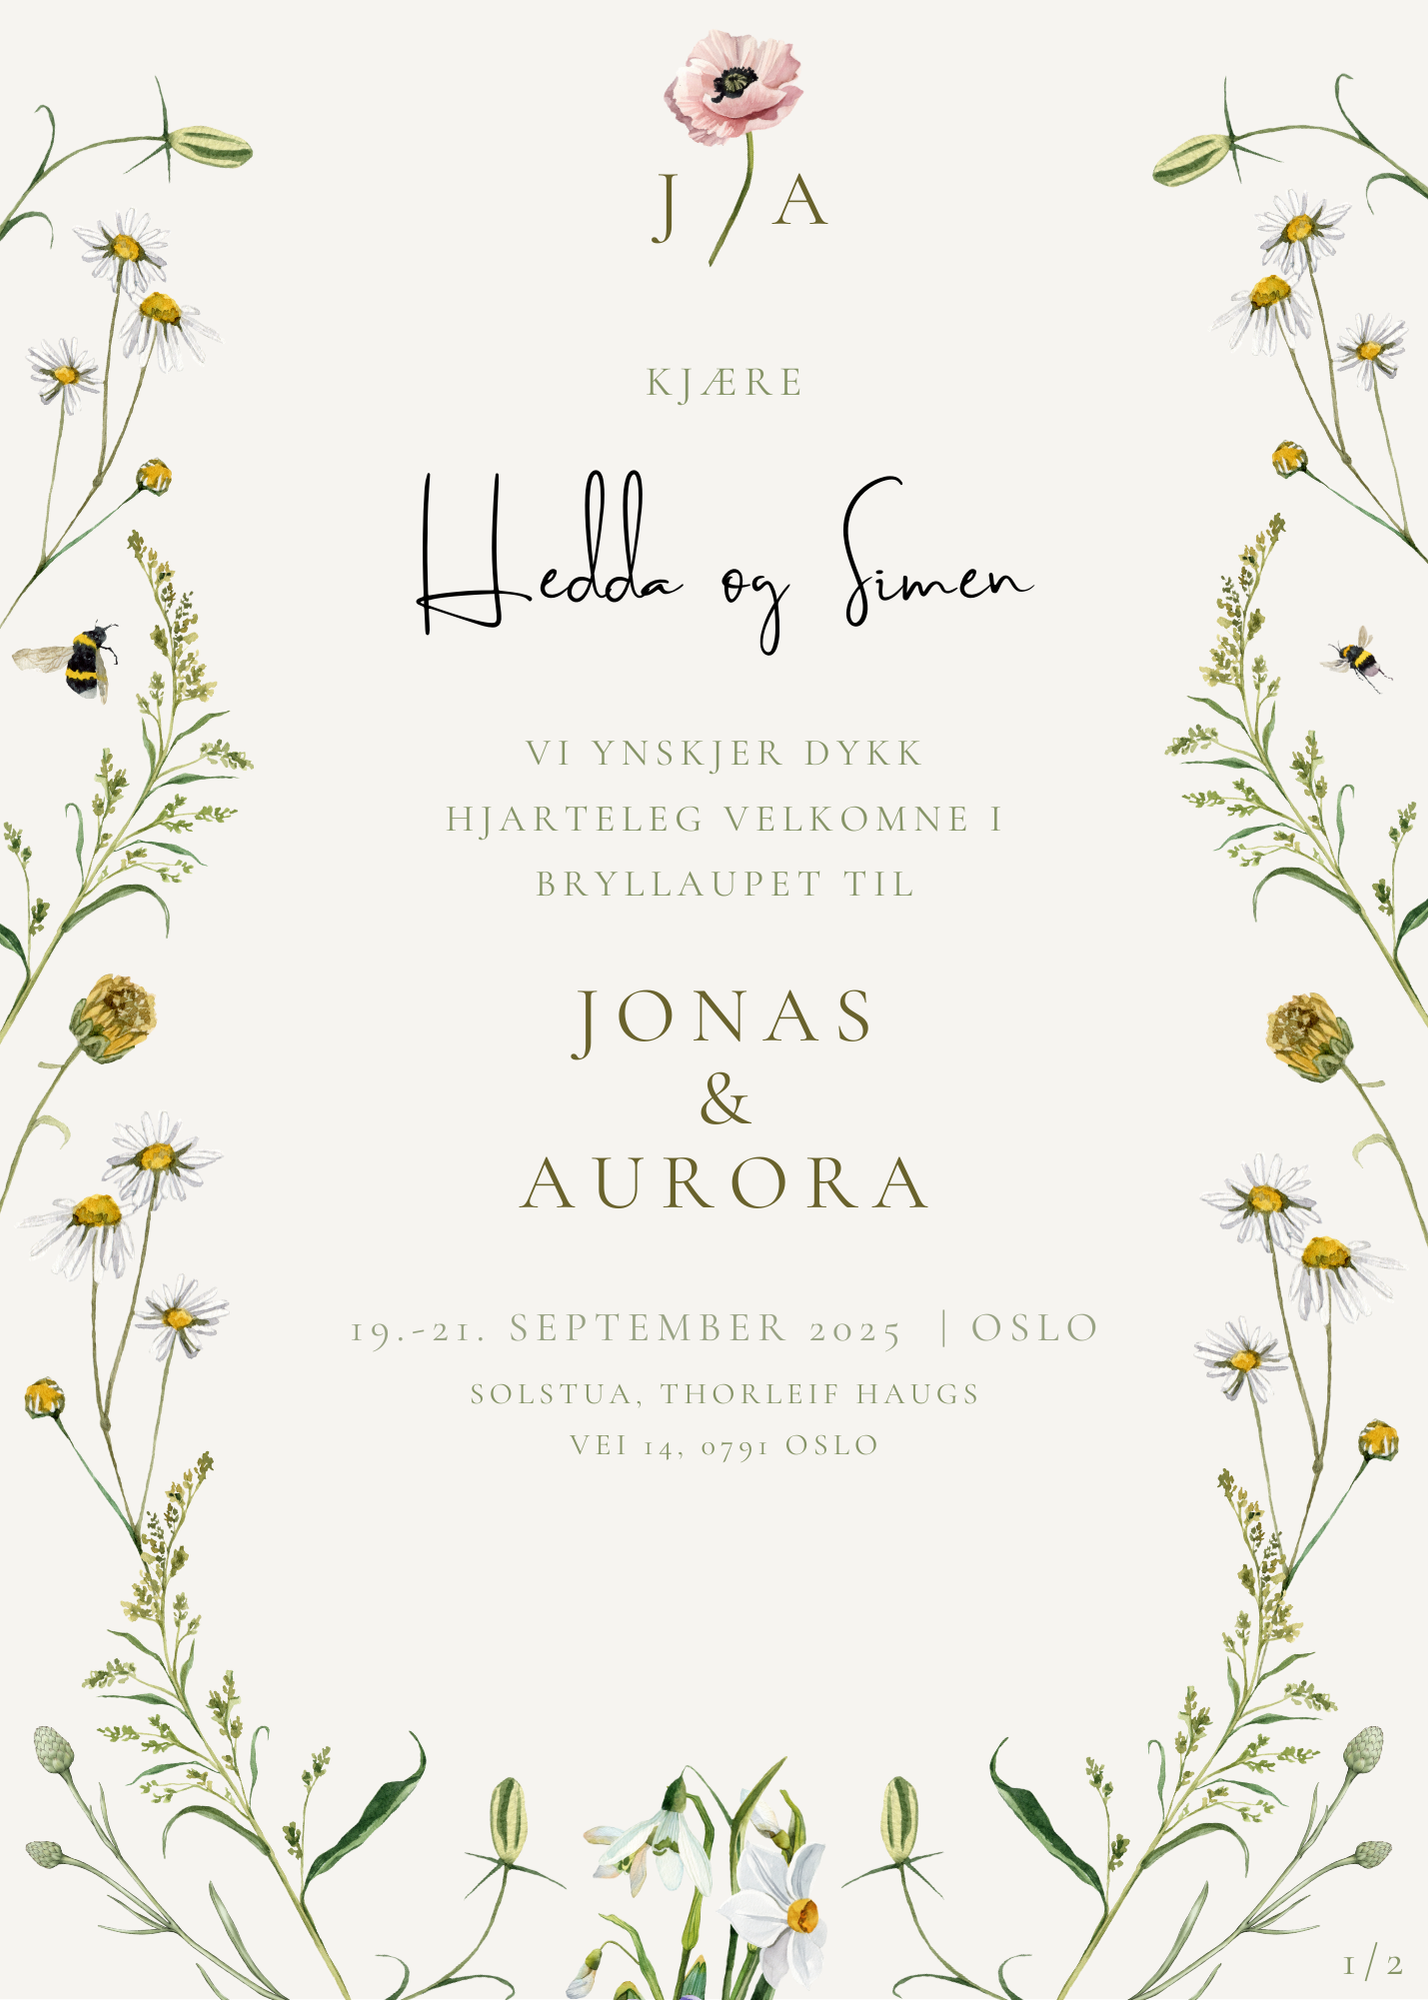 J A
KJÆRE
Hedda og Simen
VI YNSKJER DYKK
HJARTELEG VELKOMNE I
BRYLLAUPET TIL
JONAS
&
AURORA
19.-21. SEPTEMBER 2025 | OSLO
SOLSTUA, THORLEIF HAUGS
VEI 14, 0791 OSLO
1/2